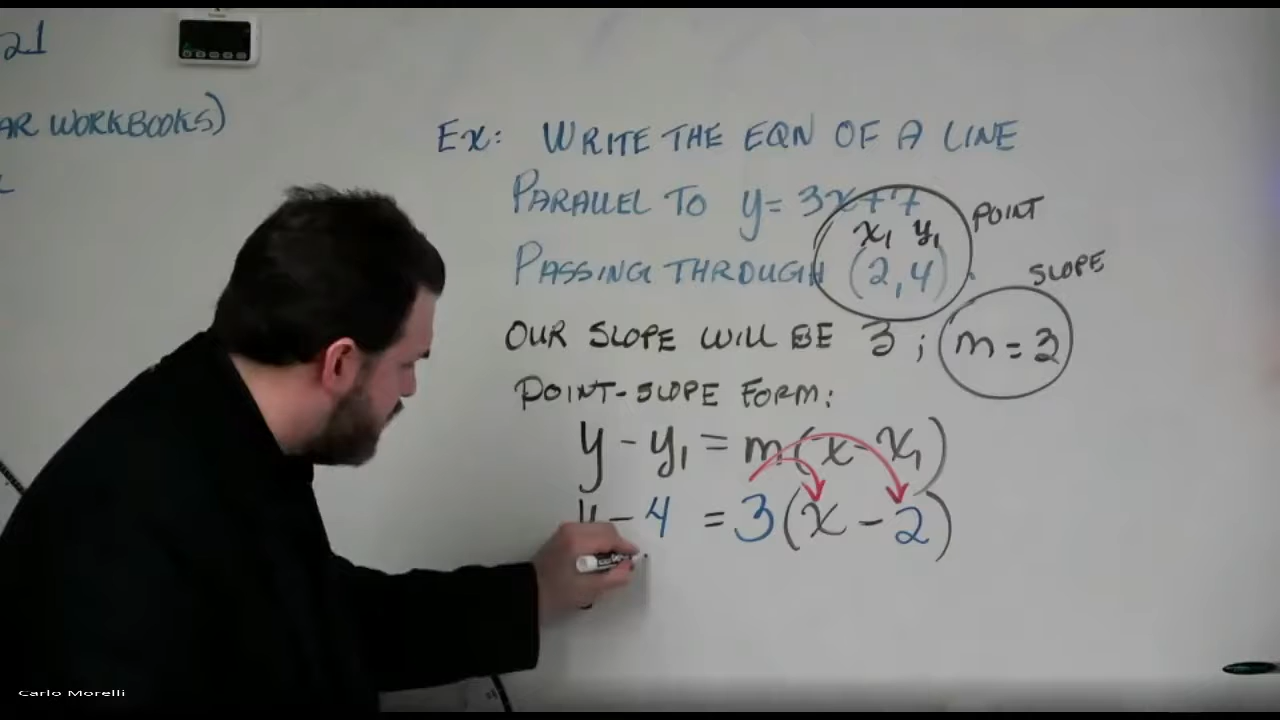 21
AR WORKBOOKS)
Ex: WRITE THE EQN OF A LINE
PARALLEL TO y = 3x + 7
PASSING THROUGH (2,4).
x₁ y₁
POINT
SLOPE
OUR SLOPE WILL BE 3 ; m = 3
POINT-SLOPE FORM:
y - y₁ = m(x - x₁)
y - 4 = 3(x - 2)
Carlo Morelli